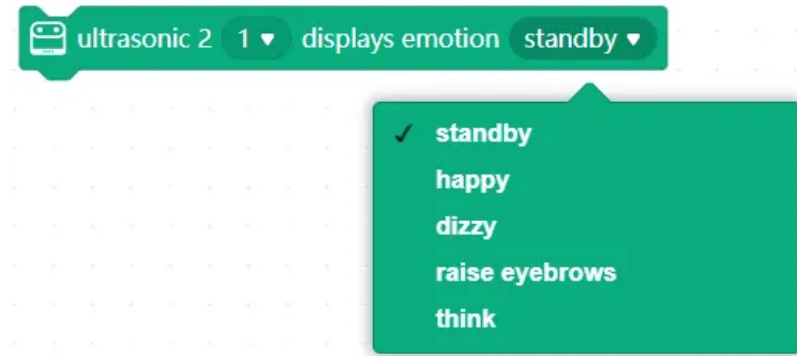 ultrasonic 2 1 displays emotion standby
standby
happy
dizzy
raise eyebrows
think